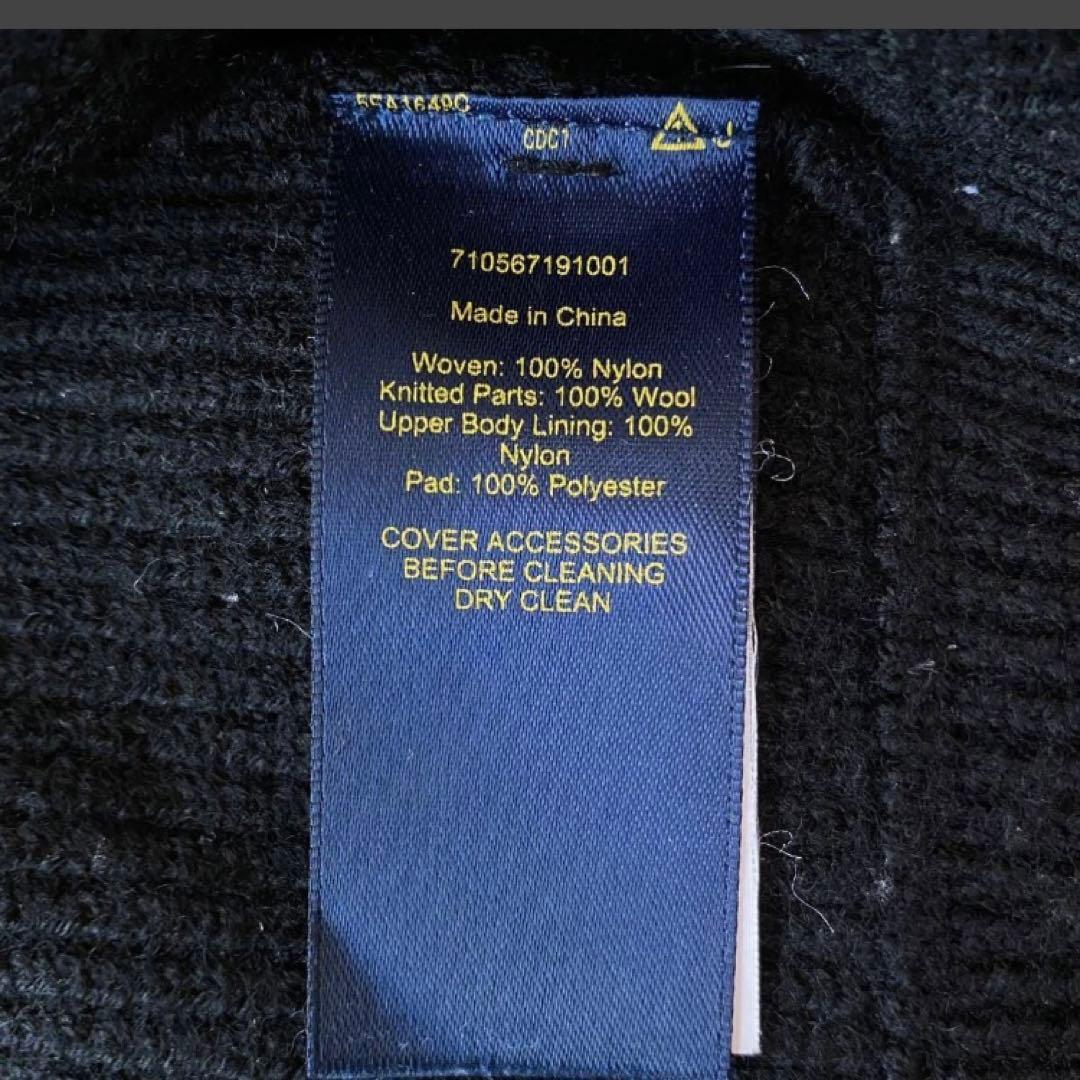 CDC1
710567191001
Made in China
Woven: 100% Nylon
Knitted Parts: 100% Wool
Upper Body Lining: 100%
Nylon
Pad: 100% Polyester
COVER ACCESSORIES
BEFORE CLEANING
DRY CLEAN